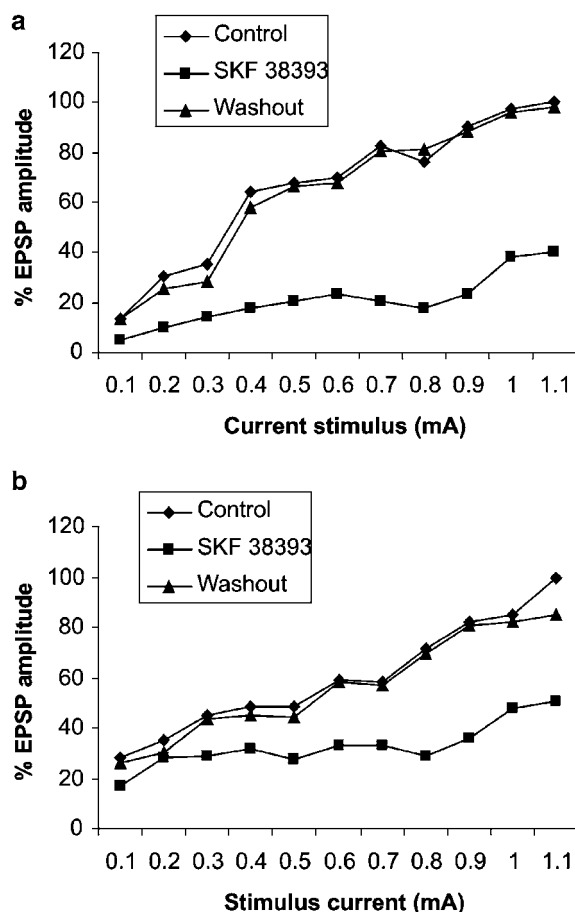 a
Control
SKF 38393
Washout
120
100
80
60
40
20
0
% EPSP amplitude
0.1 0.2 0.3 0.4 0.5 0.6 0.7 0.8 0.9 1 1.1
Current stimulus (mA)
b
Control
SKF 38393
Washout
120
100
80
60
40
20
0
% EPSP amplitude
0.1 0.2 0.3 0.4 0.5 0.6 0.7 0.8 0.9 1 1.1
Stimulus current (mA)